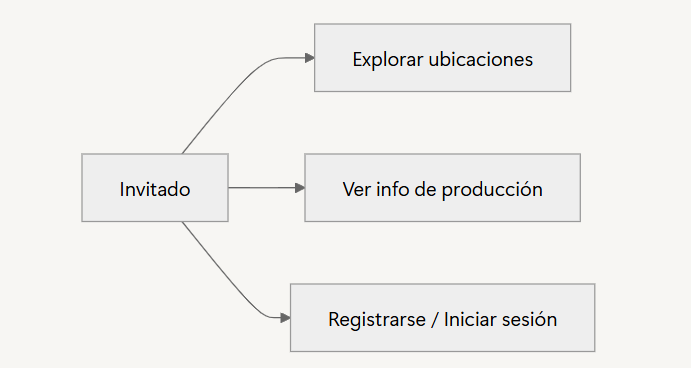 Explorar ubicaciones
Invitado
Ver info de producción
Registrarse / Iniciar sesión